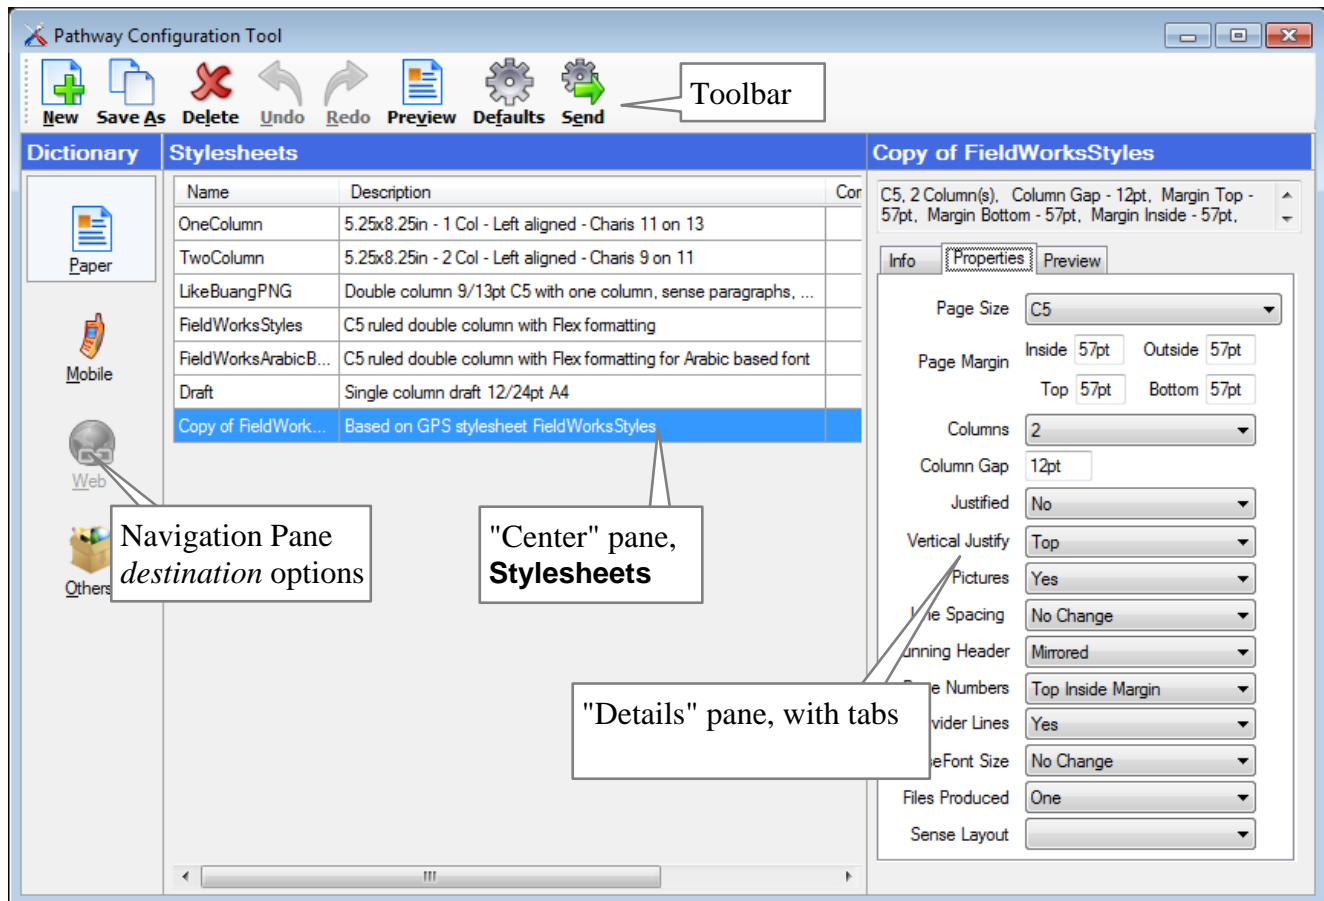 Pathway Configuration Tool
New Save As Delete Undo Redo Preview Defaults Send
Toolbar
Dictionary
Stylesheets
Copy of FieldWorksStyles
Paper
Mobile
Web
Others
Name Description Cor
OneColumn 5.25x8.25in - 1 Col - Left aligned - Charis 11 on 13
TwoColumn 5.25x8.25in - 2 Col - Left aligned - Charis 9 on 11
LikeBuangPNG Double column 9/13pt C5 with one column, sense paragraphs, ...
FieldWorksStyles C5 ruled double column with Flex formatting
FieldWorksArabicB... C5 ruled double column with Flex formatting for Arabic based font
Draft Single column draft 12/24pt A4
Copy of FieldWork... Based on GPS stylesheet FieldWorksStyles
Navigation Pane
destination options
"Center" pane,
Stylesheets
"Details" pane, with tabs
C5, 2 Column(s), Column Gap - 12pt, Margin Top -
57pt, Margin Bottom - 57pt, Margin Inside - 57pt,
Info Properties Preview
Page Size C5
Page Margin Inside 57pt Outside 57pt
Top 57pt Bottom 57pt
Columns 2
Column Gap 12pt
Justified No
Vertical Justify Top
Pictures Yes
Spacing No Change
unning Header Mirrored
Numbers Top Inside Margin
vider Lines Yes
eFont Size No Change
Files Produced One
Sense Layout